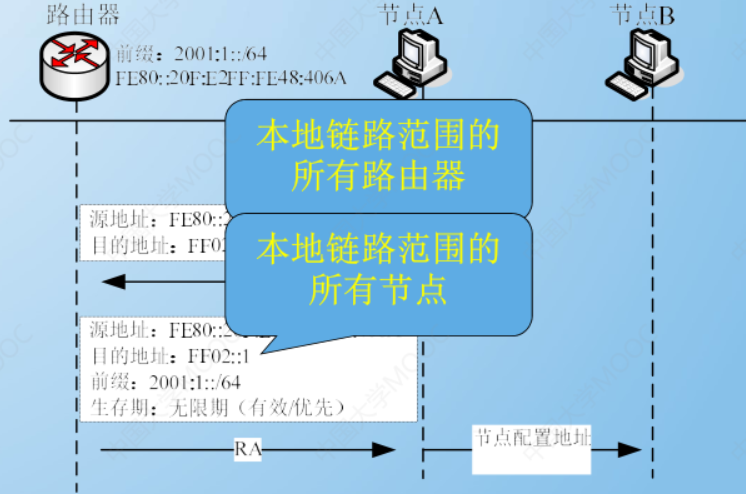 路由器
节点A
节点B
前缀：2001:1::/64
FE80::20F:E2FF:FE48:406A
本地链路范围的
所有路由器
源地址：FE80::2
目的地址：FF02
本地链路范围的
所有节点
源地址：FE80::2
目的地址：FF02::1
前缀：2001:1::/64
生存期：无限期（有效/优先）
RA
节点配置地址